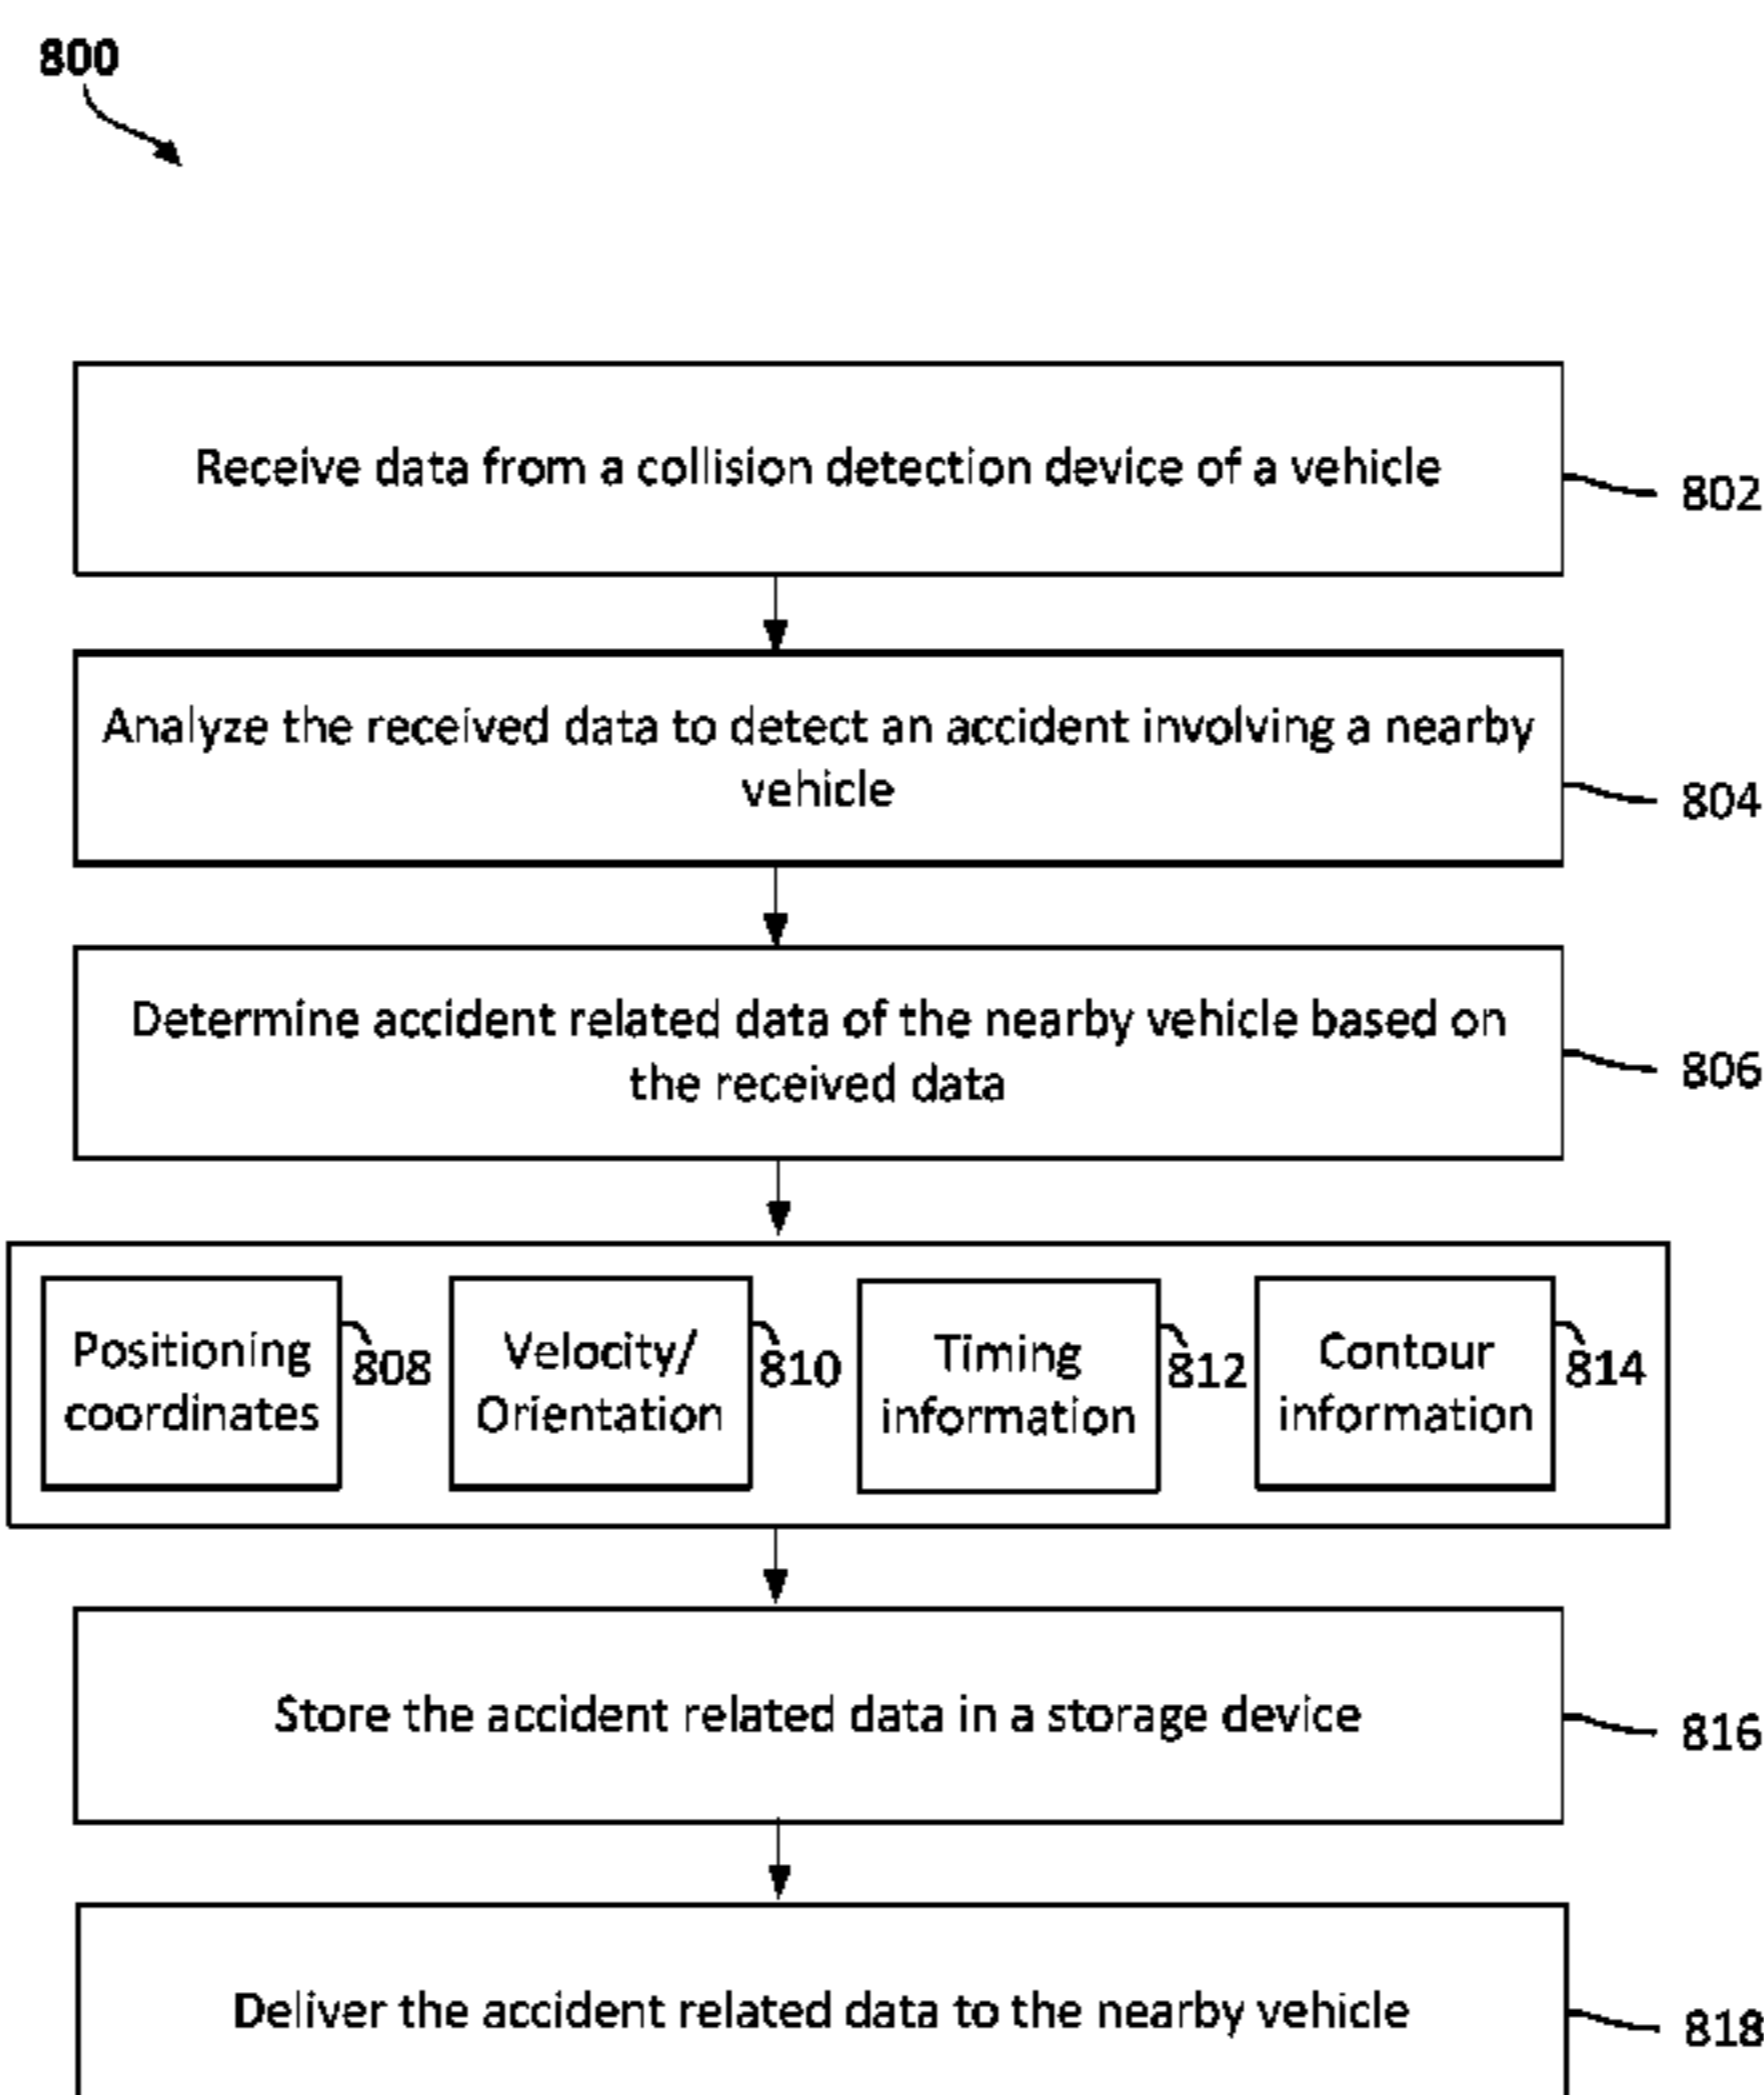 800
Receive data from a collision detection device of a vehicle
802
Analyze the received data to detect an accident involving a nearby
vehicle
804
Determine accident related data of the nearby vehicle based on
the received data
806
Positioning
coordinates
808
Velocity/
Orientation
810
Timing
information
812
Contour
information
814
Store the accident related data in a storage device
816
Deliver the accident related data to the nearby vehicle
818